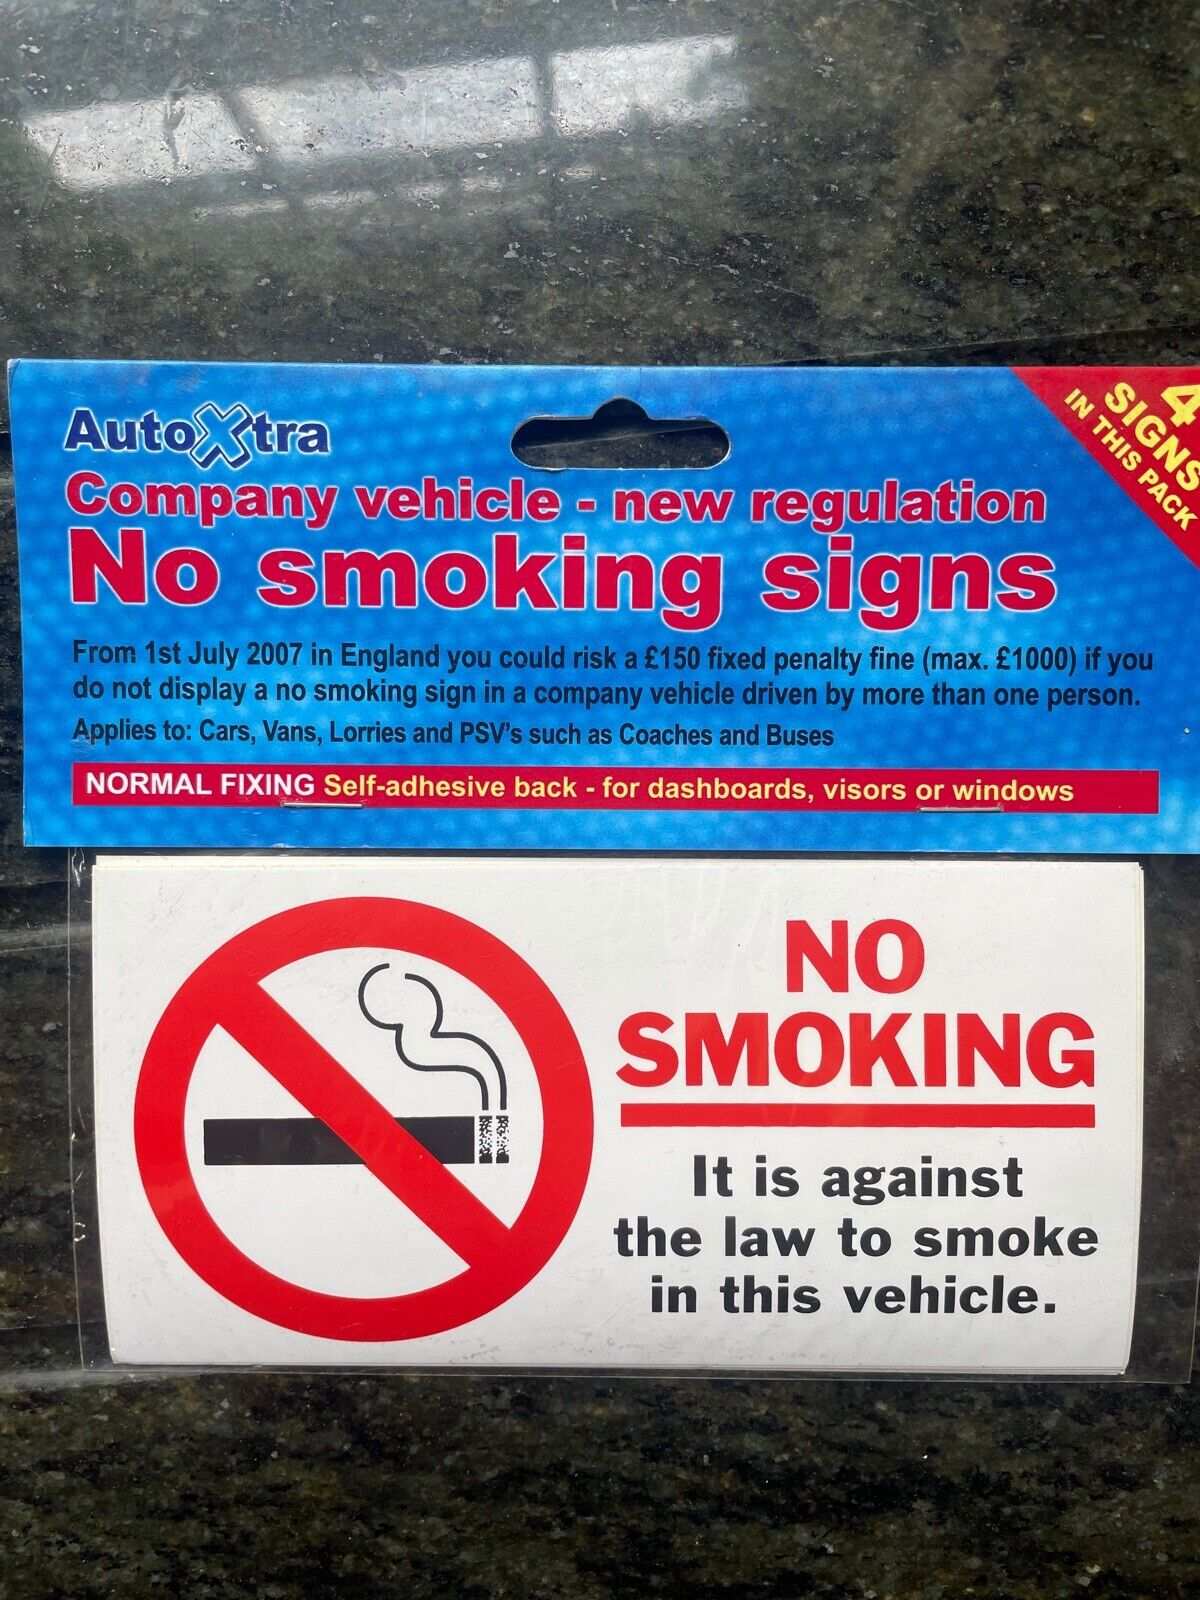 AutoXtra
4
SIGNS
IN THIS PACK
Company vehicle - new regulation
No smoking signs
From 1st July 2007 in England you could risk a £150 fixed penalty fine (max. £1000) if you
do not display a no smoking sign in a company vehicle driven by more than one person.
Applies to: Cars, Vans, Lorries and PSV's such as Coaches and Buses
NORMAL FIXING Self-adhesive back - for dashboards, visors or windows
NO
SMOKING
It is against
the law to smoke
in this vehicle.